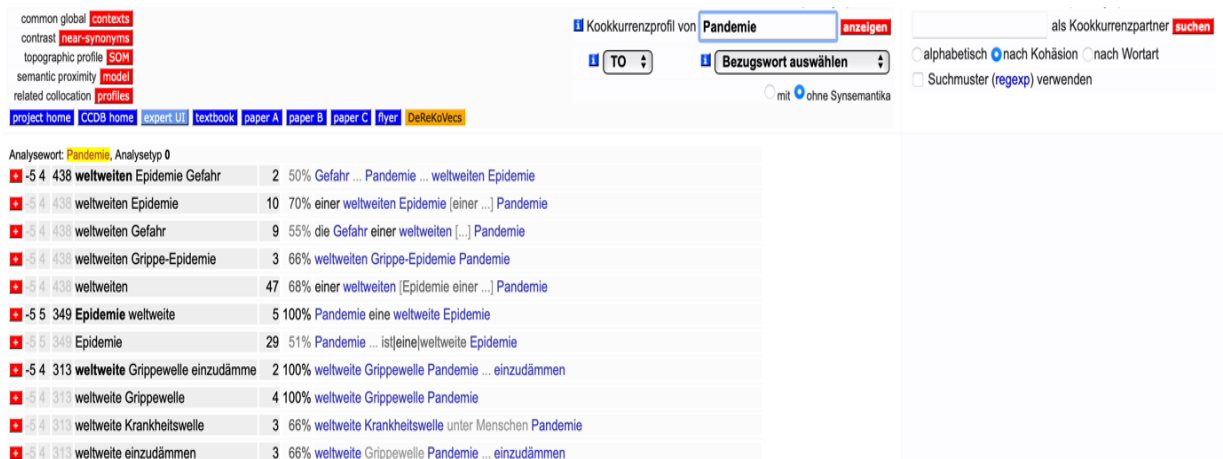 common global contexts
contrast near-synonyms
topographic profile SOM
semantic proximity model
related collocation profiles
project home CCDB home expert UI textbook paper A paper B paper C flyer DeReKoVecs
i Kookkurrenzprofil von Pandemie anzeigen
i TO i Bezugswort auswählen
mit ohne Synsemantika
als Kookkurrenzpartner suchen
alphabetisch nach Kohäsion nach Wortart
Suchmuster (regexp) verwenden
Analysewort: Pandemie, Analysetyp 0
+ -5 4 438 weltweiten Epidemie Gefahr 2 50% Gefahr ... Pandemie ... weltweiten Epidemie
+ -5 4 438 weltweiten Epidemie 10 70% einer weltweiten Epidemie [einer ...] Pandemie
+ -5 4 438 weltweiten Gefahr 9 55% die Gefahr einer weltweiten [...] Pandemie
+ -5 4 438 weltweiten Grippe-Epidemie 3 66% weltweiten Grippe-Epidemie Pandemie
+ -5 4 438 weltweiten 47 68% einer weltweiten [Epidemie einer ...] Pandemie
+ -5 5 349 Epidemie weltweite 5 100% Pandemie eine weltweite Epidemie
+ -5 5 349 Epidemie 29 51% Pandemie ... ist|eine|weltweite Epidemie
+ -5 4 313 weltweite Grippewelle einzudämme 2 100% weltweite Grippewelle Pandemie ... einzudämmen
+ -5 4 313 weltweite Grippewelle 4 100% weltweite Grippewelle Pandemie
+ -5 4 313 weltweite Krankheitswelle 3 66% weltweite Krankheitswelle unter Menschen Pandemie
+ -5 4 313 weltweite einzudämmen 3 66% weltweite Grippewelle Pandemie ... einzudämmen